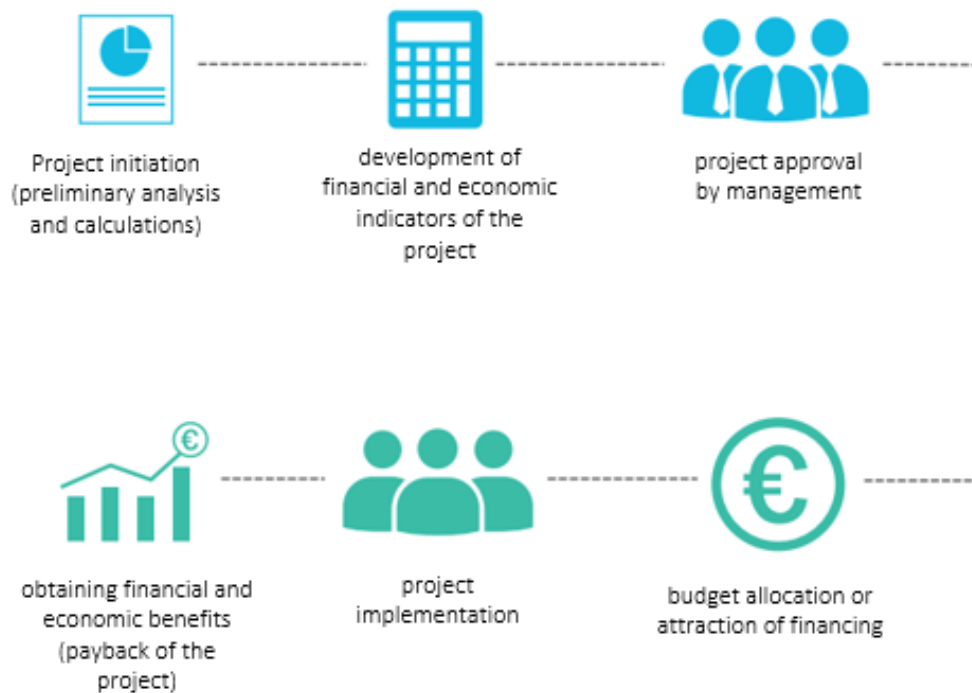 Project initiation
(preliminary analysis
and calculations)
development of
financial and economic
indicators of the
project
project approval
by management
€
obtaining financial and
economic benefits
(payback of the
project)
project
implementation
€
budget allocation or
attraction of financing